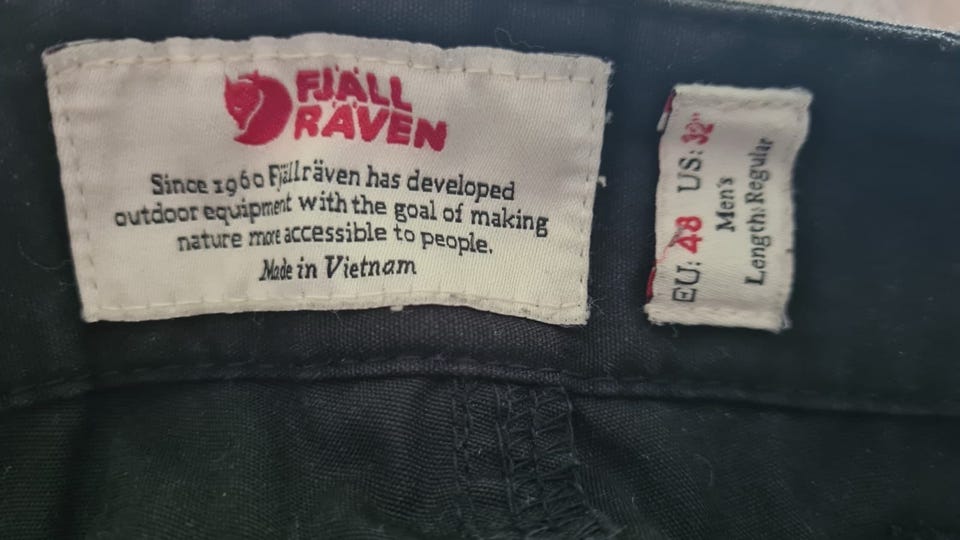 FJÄLL
RÄVEN
Since 1960 Fjällräven has developed
outdoor equipment with the goal of making
nature more accessible to people.
Made in Vietnam
EU: 48 US: 32"
Men's
Length: Regular